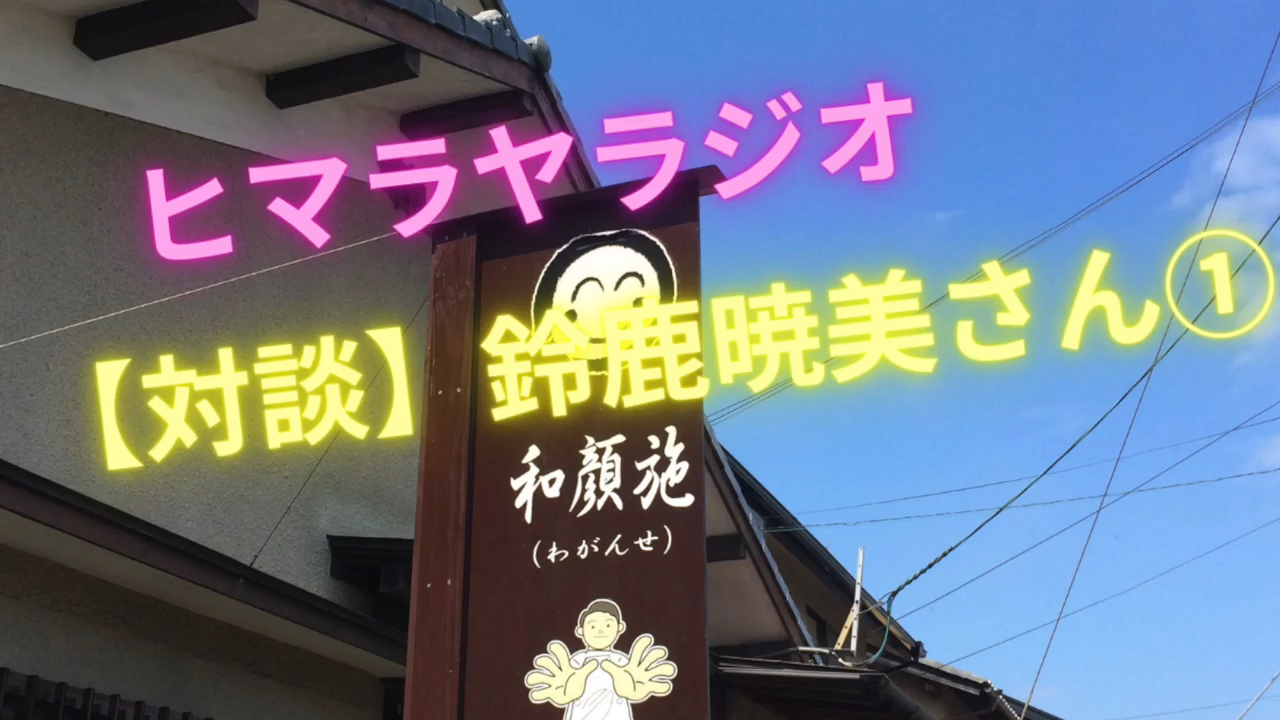 ヒマラヤラジオ
【対談】鈴鹿暁美さん①
和顔施
(わがんせ)